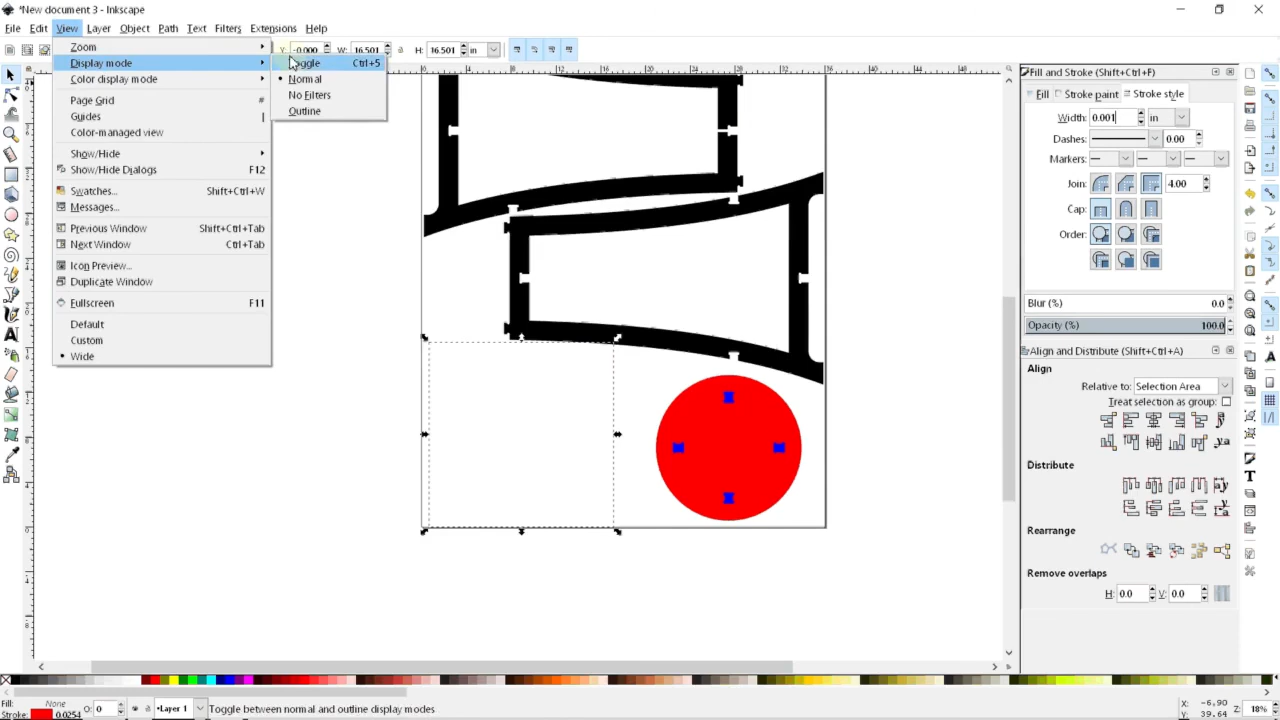 *New document 3 - Inkscape
File Edit View Layer Object Path Text Filters Extensions Help
Y: -0.000 W: 16.501 H: 16.501 in
Zoom
Display mode
Color display mode
Page Grid #
Guides |
Color-managed view
Show/Hide
Show/Hide Dialogs F12
Swatches... Shift+Ctrl+W
Messages...
Previous Window Shift+Ctrl+Tab
Next Window Ctrl+Tab
Icon Preview...
Duplicate Window
Fullscreen F11
Default
Custom
Wide
Toggle Ctrl+5
Normal
No Filters
Outline
Fill and Stroke (Shift+Ctrl+F)
Fill Stroke paint Stroke style
Width: 0.001 in
Dashes: 0.00
Markers:
Join: 4.00
Cap:
Order:
Blur (%) 0.0
Opacity (%) 100.0
Align and Distribute (Shift+Ctrl+A)
Align
Relative to: Selection Area
Treat selection as group:
Distribute
Rearrange
Remove overlaps
H: 0.0 V: 0.0
Fill: None
Stroke: 0.0254
O: 0
Layer 1
Toggle between normal and outline display modes
X: -6.90
Y: 39.64
Z: 18%